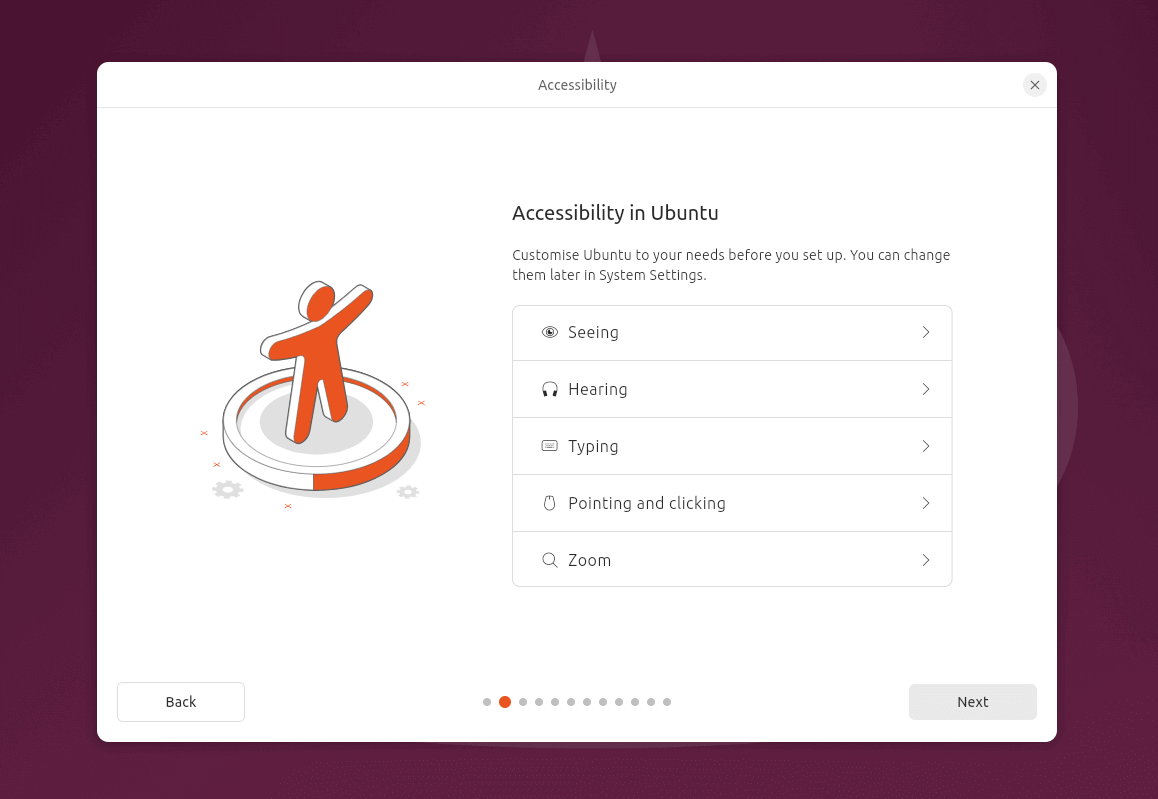 Accessibility
Accessibility in Ubuntu
Customise Ubuntu to your needs before you set up. You can change
them later in System Settings.
Seeing
Hearing
Typing
Pointing and clicking
Zoom
Back
Next